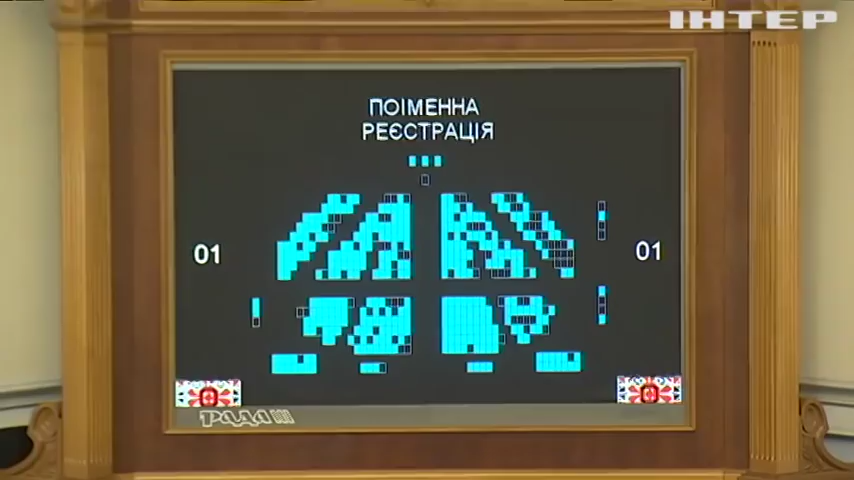 ІНТЕР
ПОІМЕННА
РЕЄСТРАЦІЯ
01
01
РАДА